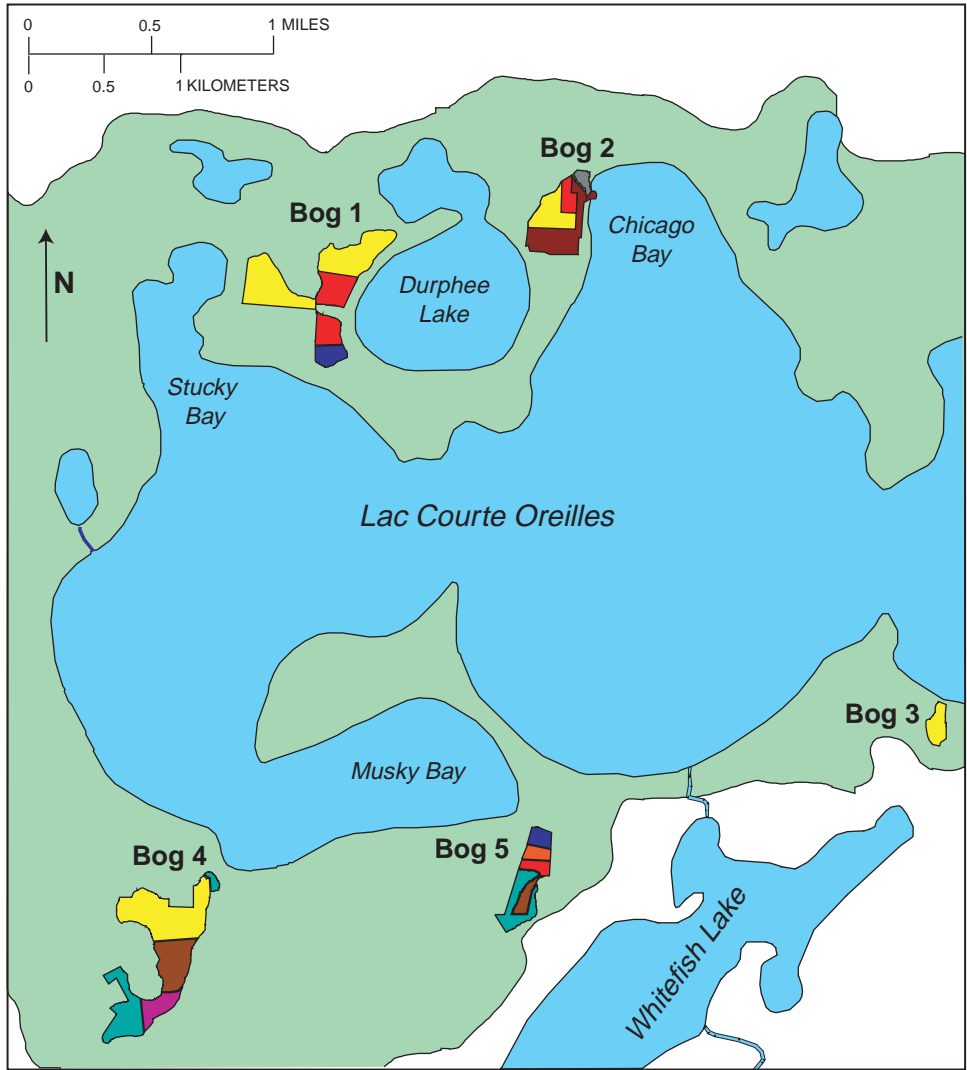 0 0.5 1 MILES
0 0.5 1 KILOMETERS
Bog 2
Bog 1
Chicago
Bay
N
Durphee
Lake
Stucky
Bay
Lac Courte Oreilles
Bog 3
Musky Bay
Bog 5
Bog 4
Whitefish Lake